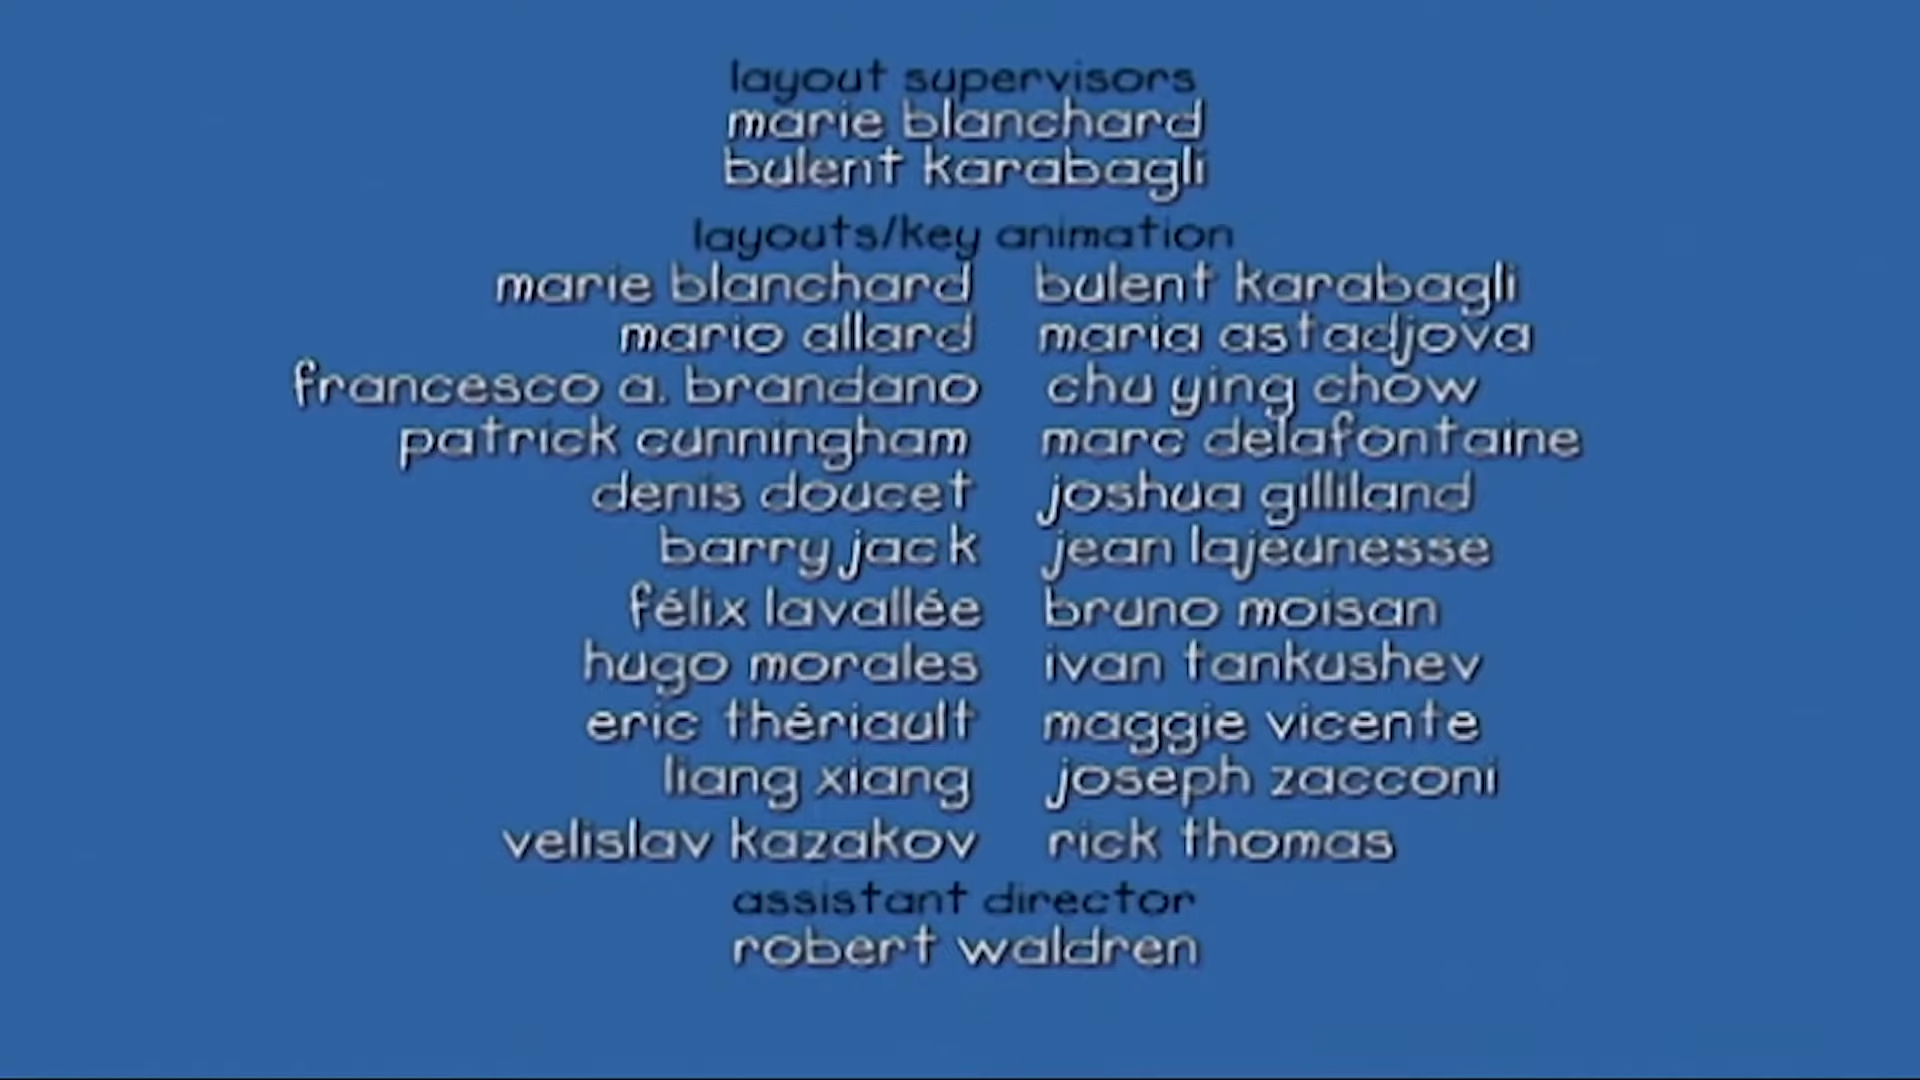 layout supervisors
marie blanchard
bulent karabagli
layouts/key animation
marie blanchard bulent karabagli
mario allard maria astadjova
francesco a. brandano chu ying chow
patrick cunningham marc delafontaine
denis doucet joshua gilliland
barry jack jean lajeunesse
félix lavallée bruno moisan
hugo morales ivan tankushev
eric thériault maggie vicente
liang xiang joseph zacconi
velislav kazakov rick thomas
assistant director
robert waldren